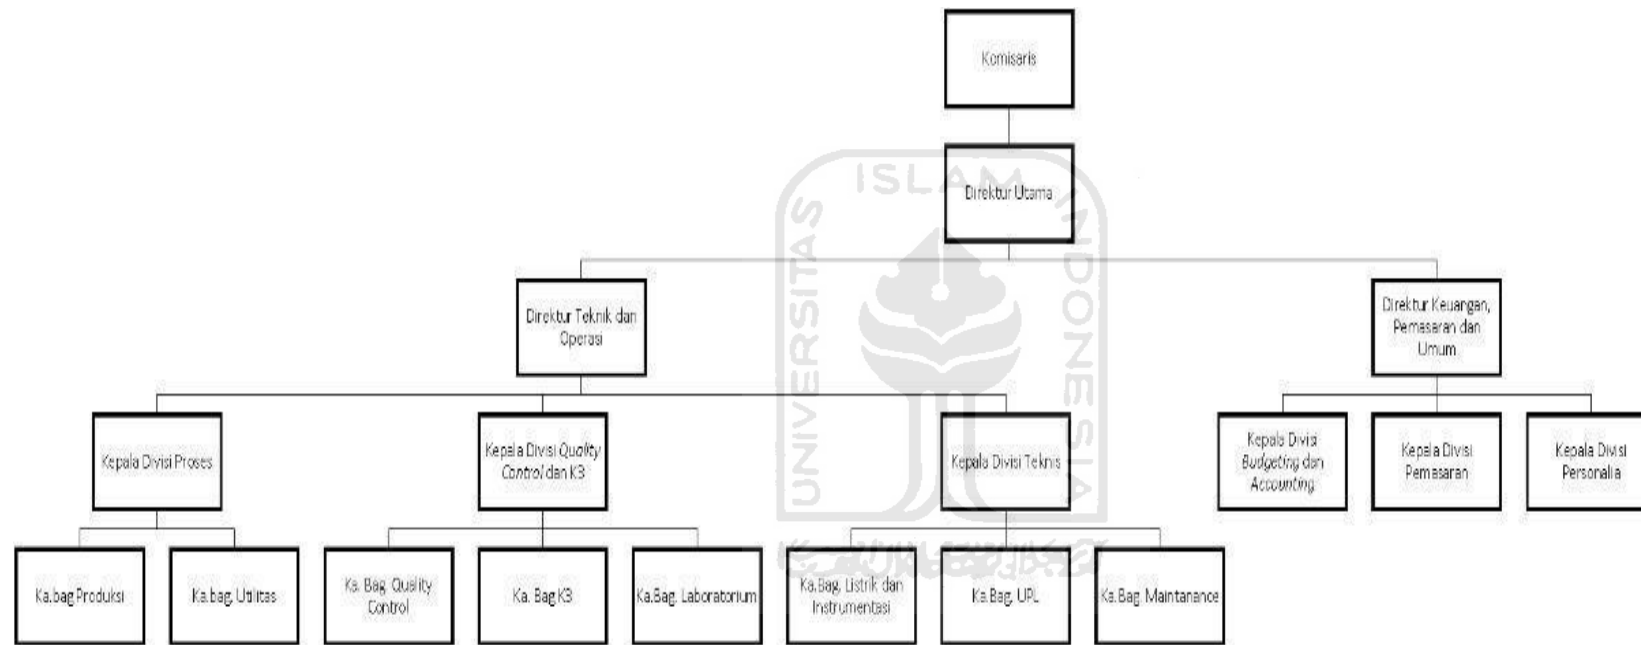 Komisaris
Direktur Utama
Direktur Teknik dan
Operasi
Direktur Keuangan,
Pemasaran dan
Umum
Kepala Divisi Proses
Kepala Divisi Quality
Control dan K3
Kepala Divisi Teknis
Kepala Divisi
Budgeting dan
Accounting
Kepala Divisi
Pemasaran
Kepala Divisi
Personalia
Ka.bag Produksi
Ka.bag. Utilitas
Ka. Bag. Quality
Control
Ka. Bag K3
Ka.Bag. Laboratorium
Ka.Bag. Listrik dan
Instrumentasi
Ka.Bag. UPL
Ka.Bag. Maintanance
UNIVERSITAS
ISLAM
INDONESIA